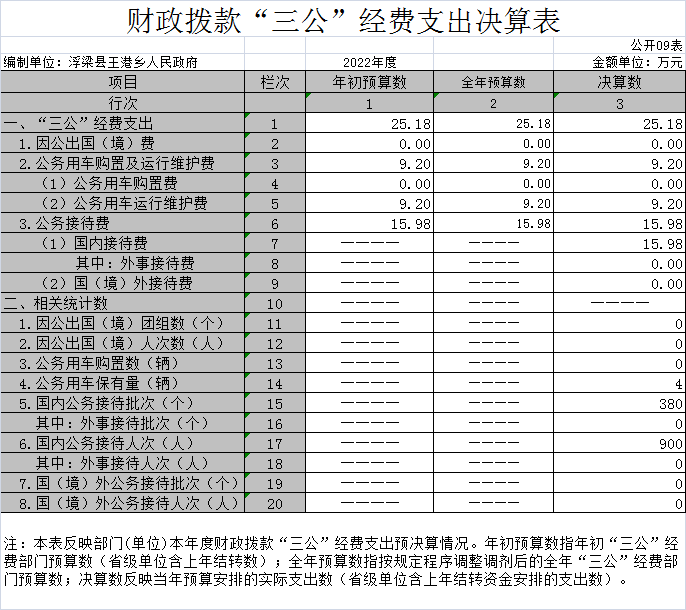 财政拨款“三公”经费支出决算表
公开09表
编制单位：浮梁县王港乡人民政府 2022年度 金额单位：万元
项目 栏次 年初预算数 全年预算数 决算数
行次 1 2 3
一、“三公”经费支出 1 25.18 25.18 25.18
1.因公出国（境）费 2 0.00 0.00 0.00
2.公务用车购置及运行维护费 3 9.20 9.20 9.20
（1）公务用车购置费 4 0.00 0.00 0.00
（2）公务用车运行维护费 5 9.20 9.20 9.20
3.公务接待费 6 15.98 15.98 15.98
（1）国内接待费 7 ———— ———— 15.98
其中：外事接待费 8 ———— ———— 0.00
（2）国（境）外接待费 9 ———— ———— 0.00
二、相关统计数 10 ———— ———— ————
1.因公出国（境）团组数（个） 11 ———— ———— 0
2.因公出国（境）人次数（人） 12 ———— ———— 0
3.公务用车购置数（辆） 13 ———— ———— 0
4.公务用车保有量（辆） 14 ———— ———— 4
5.国内公务接待批次（个） 15 ———— ———— 380
其中：外事接待批次（个） 16 ———— ———— 0
6.国内公务接待人次（人） 17 ———— ———— 900
其中：外事接待人次（人） 18 ———— ———— 0
7.国（境）外公务接待批次（个） 19 ———— ———— 0
8.国（境）外公务接待人次（人） 20 ———— ———— 0
注：本表反映部门(单位)本年度财政拨款“三公”经费支出预决算情况。年初预算数指年初“三公”经
费部门预算数（省级单位含上年结转数）；全年预算数指按规定程序调整调剂后的全年“三公”经费部
门预算数；决算数反映当年预算安排的实际支出数（省级单位含上年结转资金安排的支出数）。